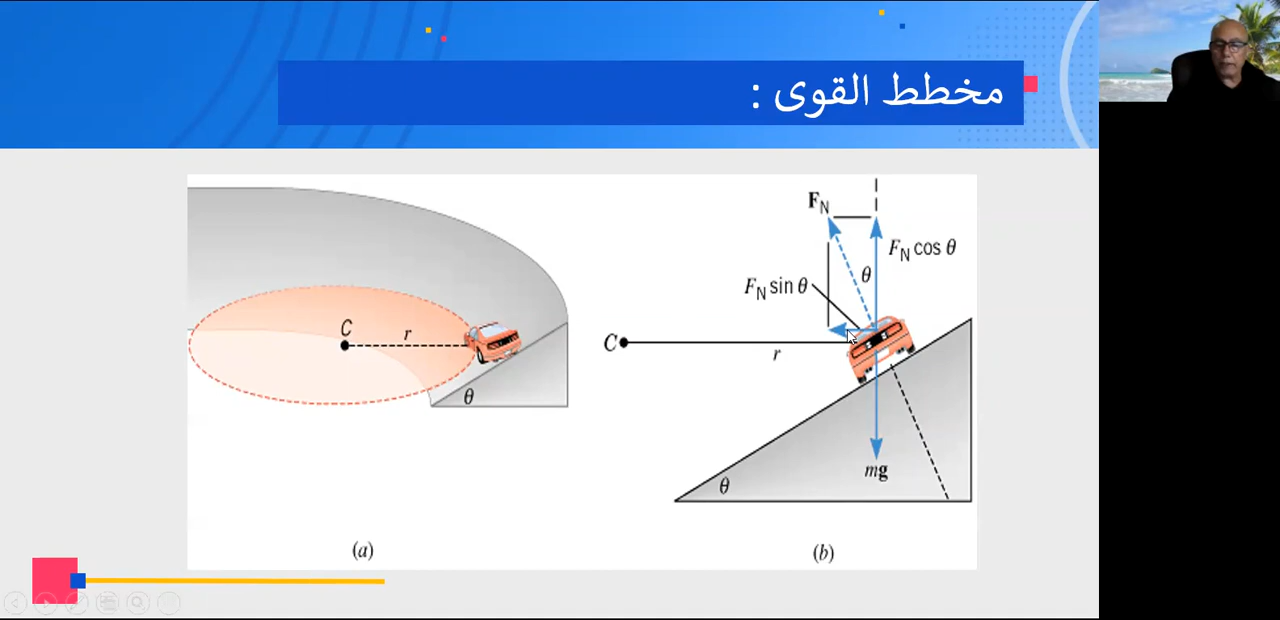 مخطط القوى :
C
r
θ
(a)
F_N
F_N cos θ
θ
F_N sin θ
C
r
mg
θ
(b)